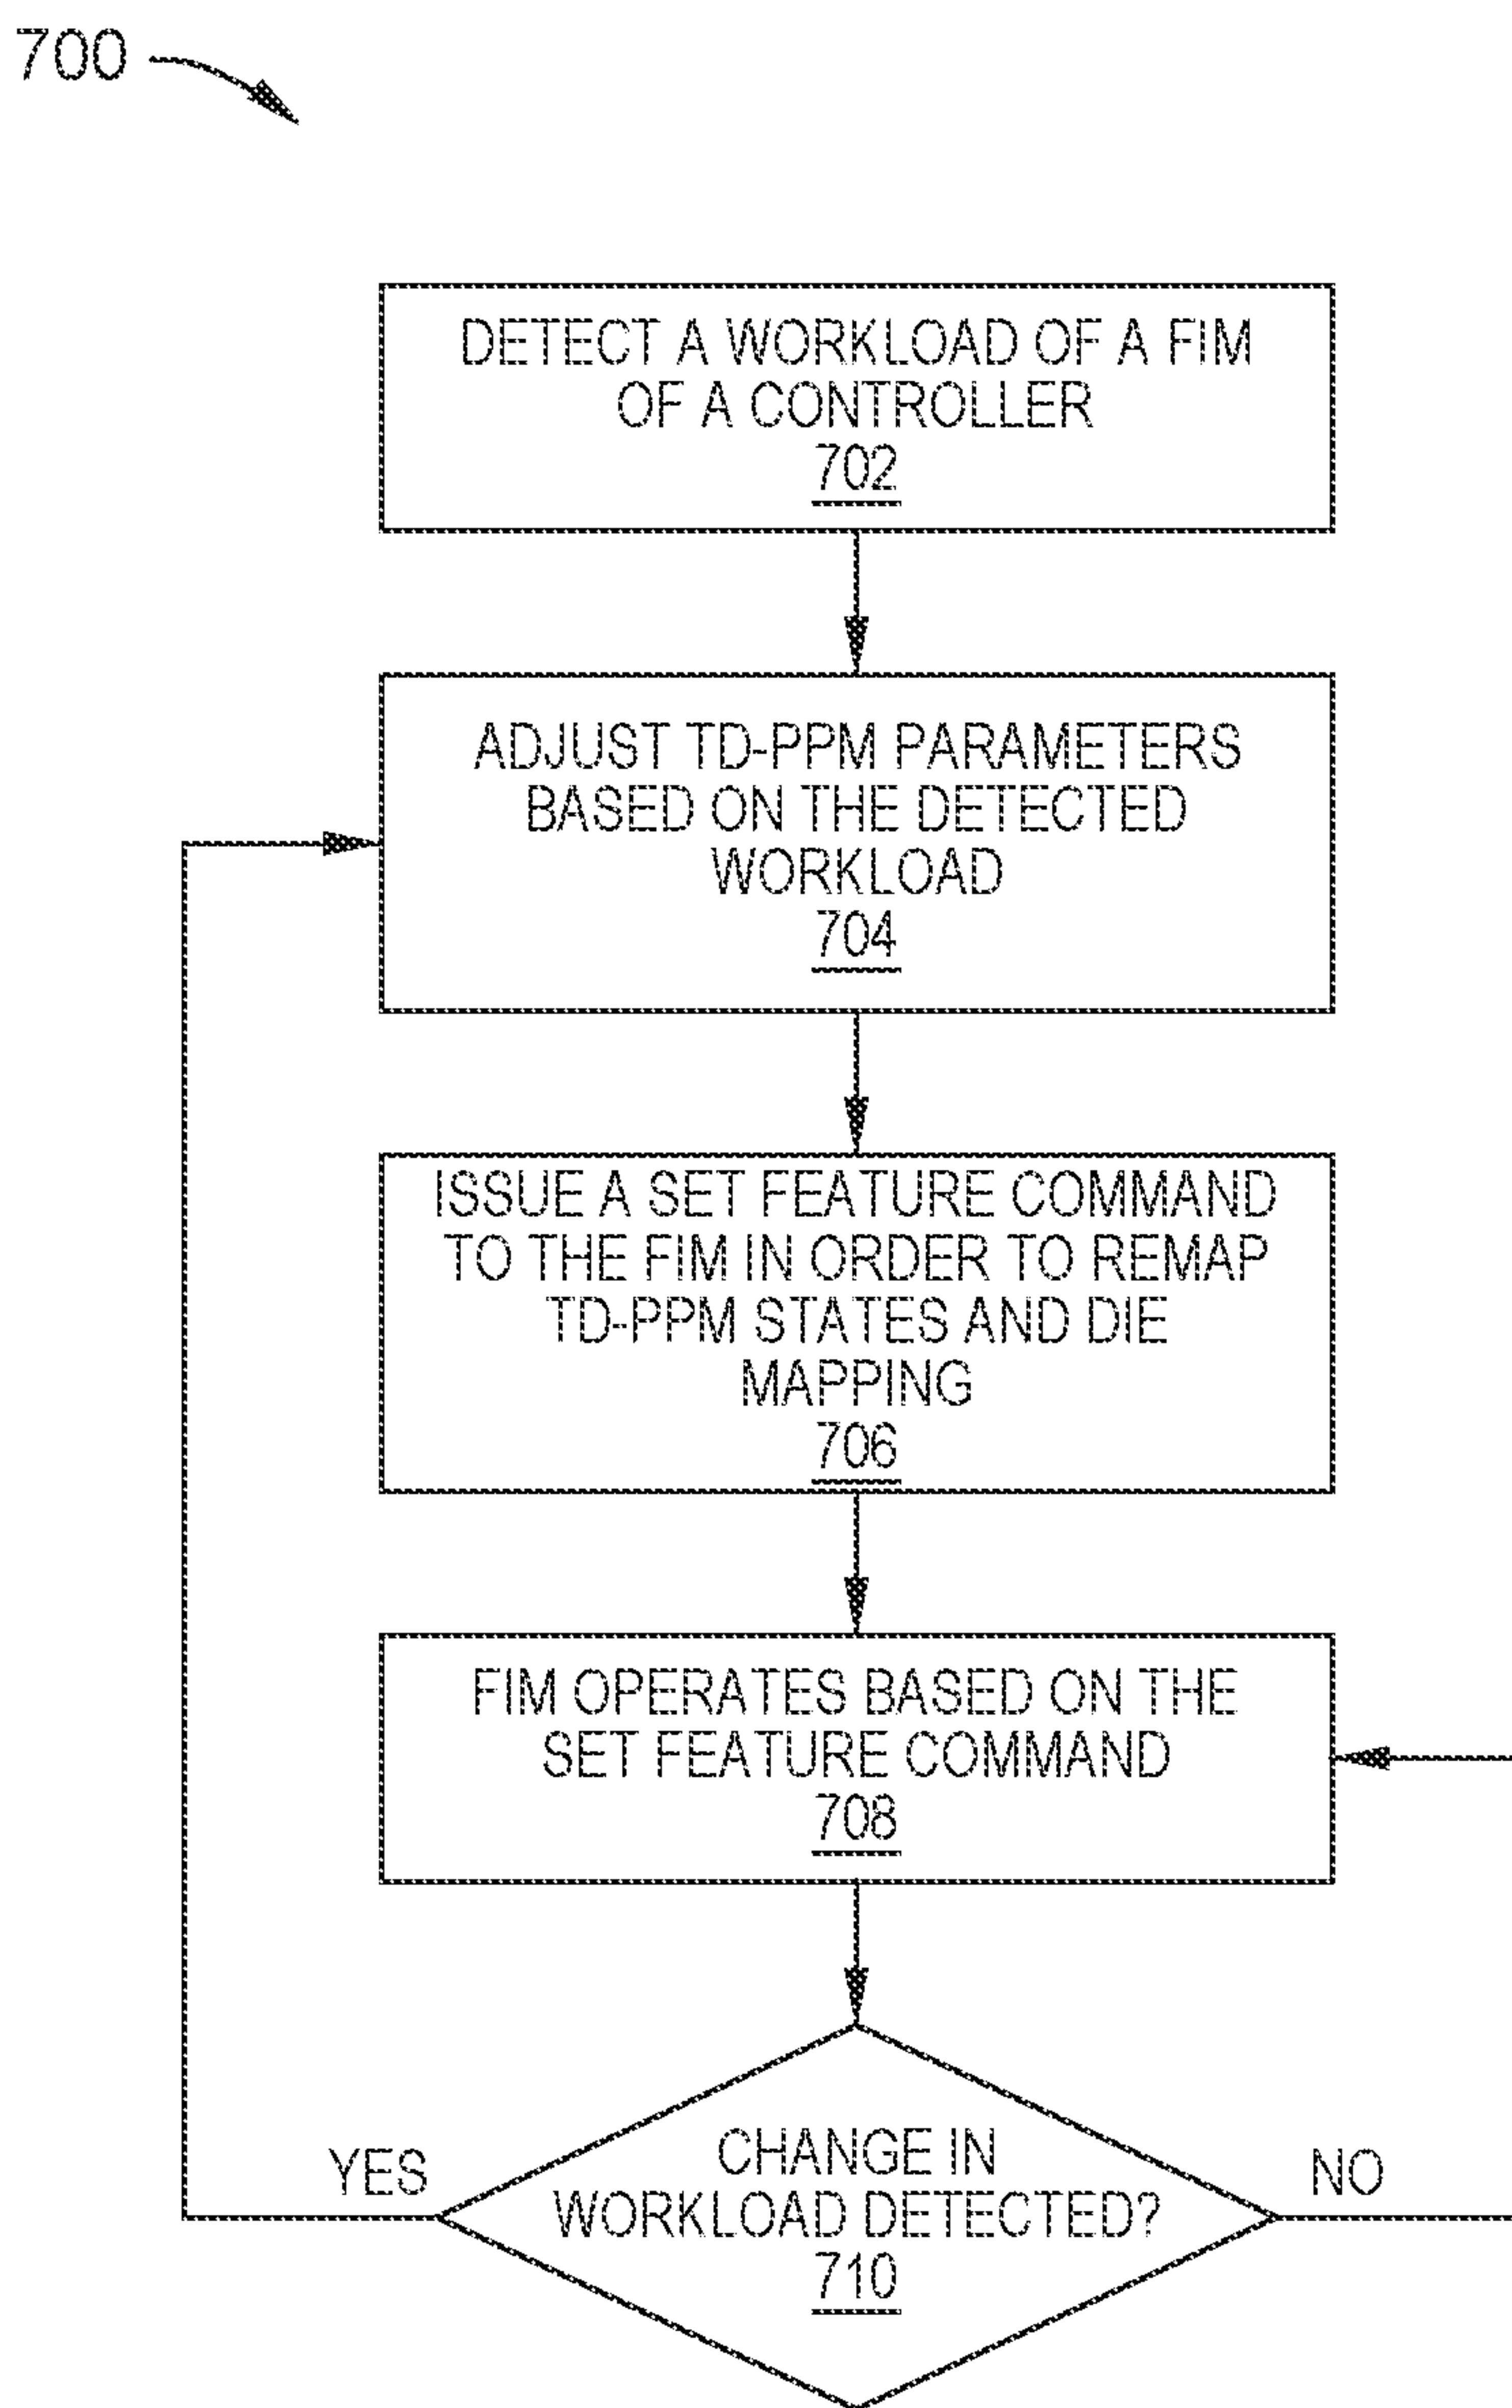 700
DETECT A WORKLOAD OF A FIM
OF A CONTROLLER
702
ADJUST TD-PPM PARAMETERS
BASED ON THE DETECTED
WORKLOAD
704
ISSUE A SET FEATURE COMMAND
TO THE FIM IN ORDER TO REMAP
TD-PPM STATES AND DIE
MAPPING
706
FIM OPERATES BASED ON THE
SET FEATURE COMMAND
708
YES
CHANGE IN
WORKLOAD DETECTED?
710
NO